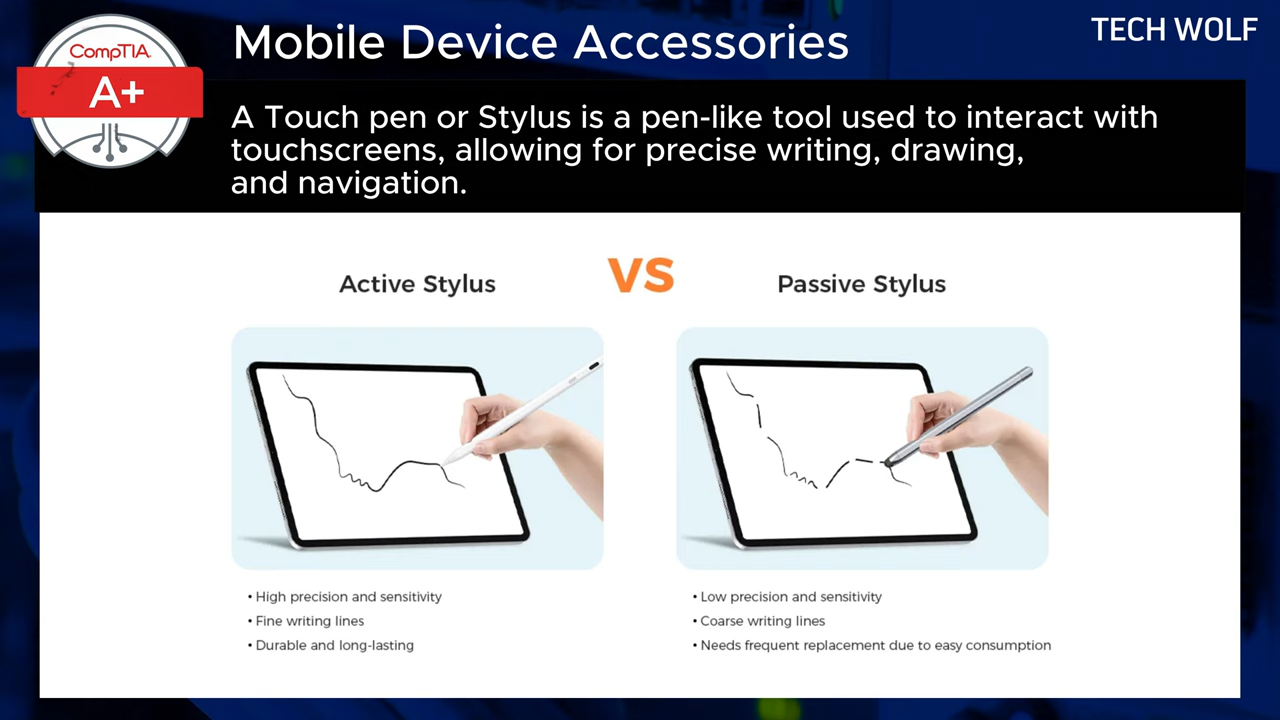 CompTIA.
A+
Mobile Device Accessories
TECH WOLF
A Touch pen or Stylus is a pen-like tool used to interact with
touchscreens, allowing for precise writing, drawing,
and navigation.
Active Stylus
VS
Passive Stylus
• High precision and sensitivity
• Fine writing lines
• Durable and long-lasting
• Low precision and sensitivity
• Coarse writing lines
• Needs frequent replacement due to easy consumption